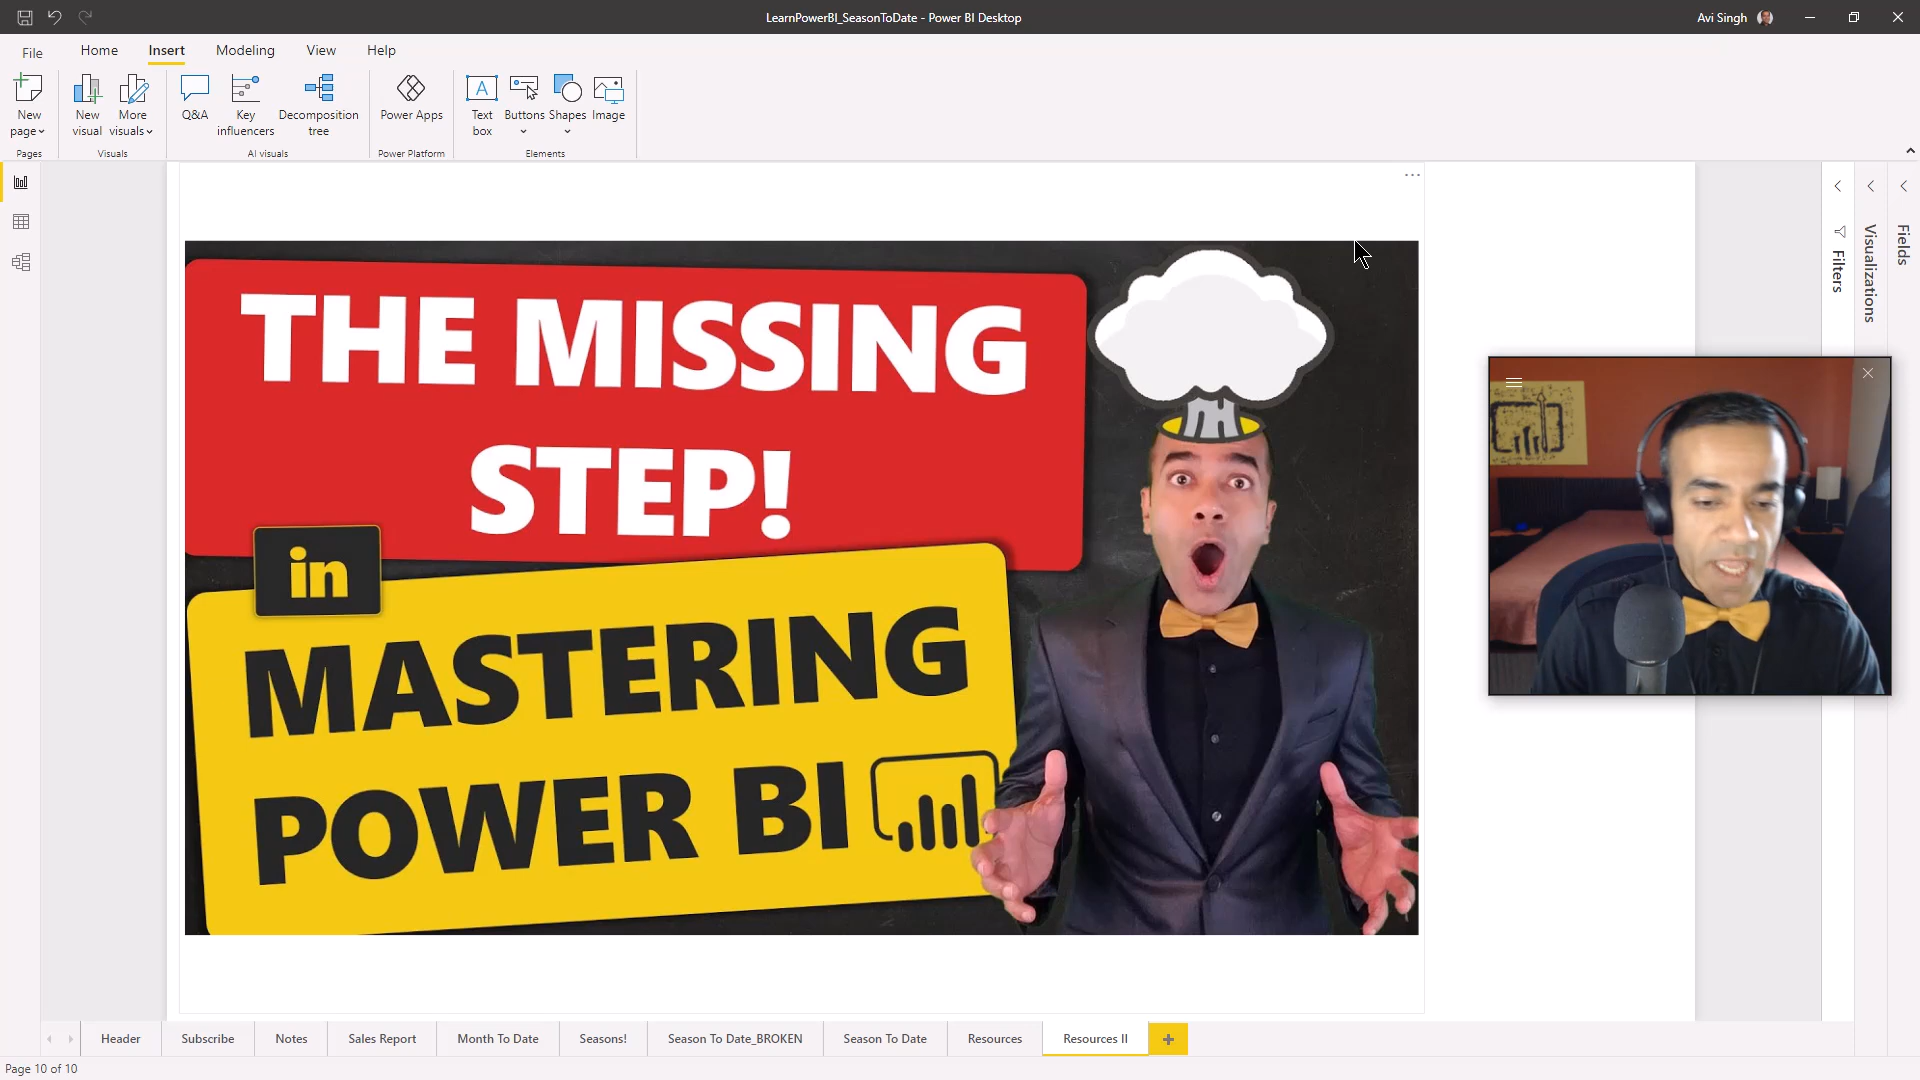 LearnPowerBI_SeasonToDate - Power BI Desktop
Avi Singh
File
Home
Insert
Modeling
View
Help
New page
New visual
More visuals
Q&A
Key influencers
Decomposition tree
Power Apps
Text box
Buttons
Shapes
Image
Pages
Visuals
AI visuals
Power Platform
Elements
Filters
Visualizations
Fields
THE MISSING
STEP!
in
MASTERING
POWER BI
Header
Subscribe
Notes
Sales Report
Month To Date
Seasons!
Season To Date_BROKEN
Season To Date
Resources
Resources II
Page 10 of 10